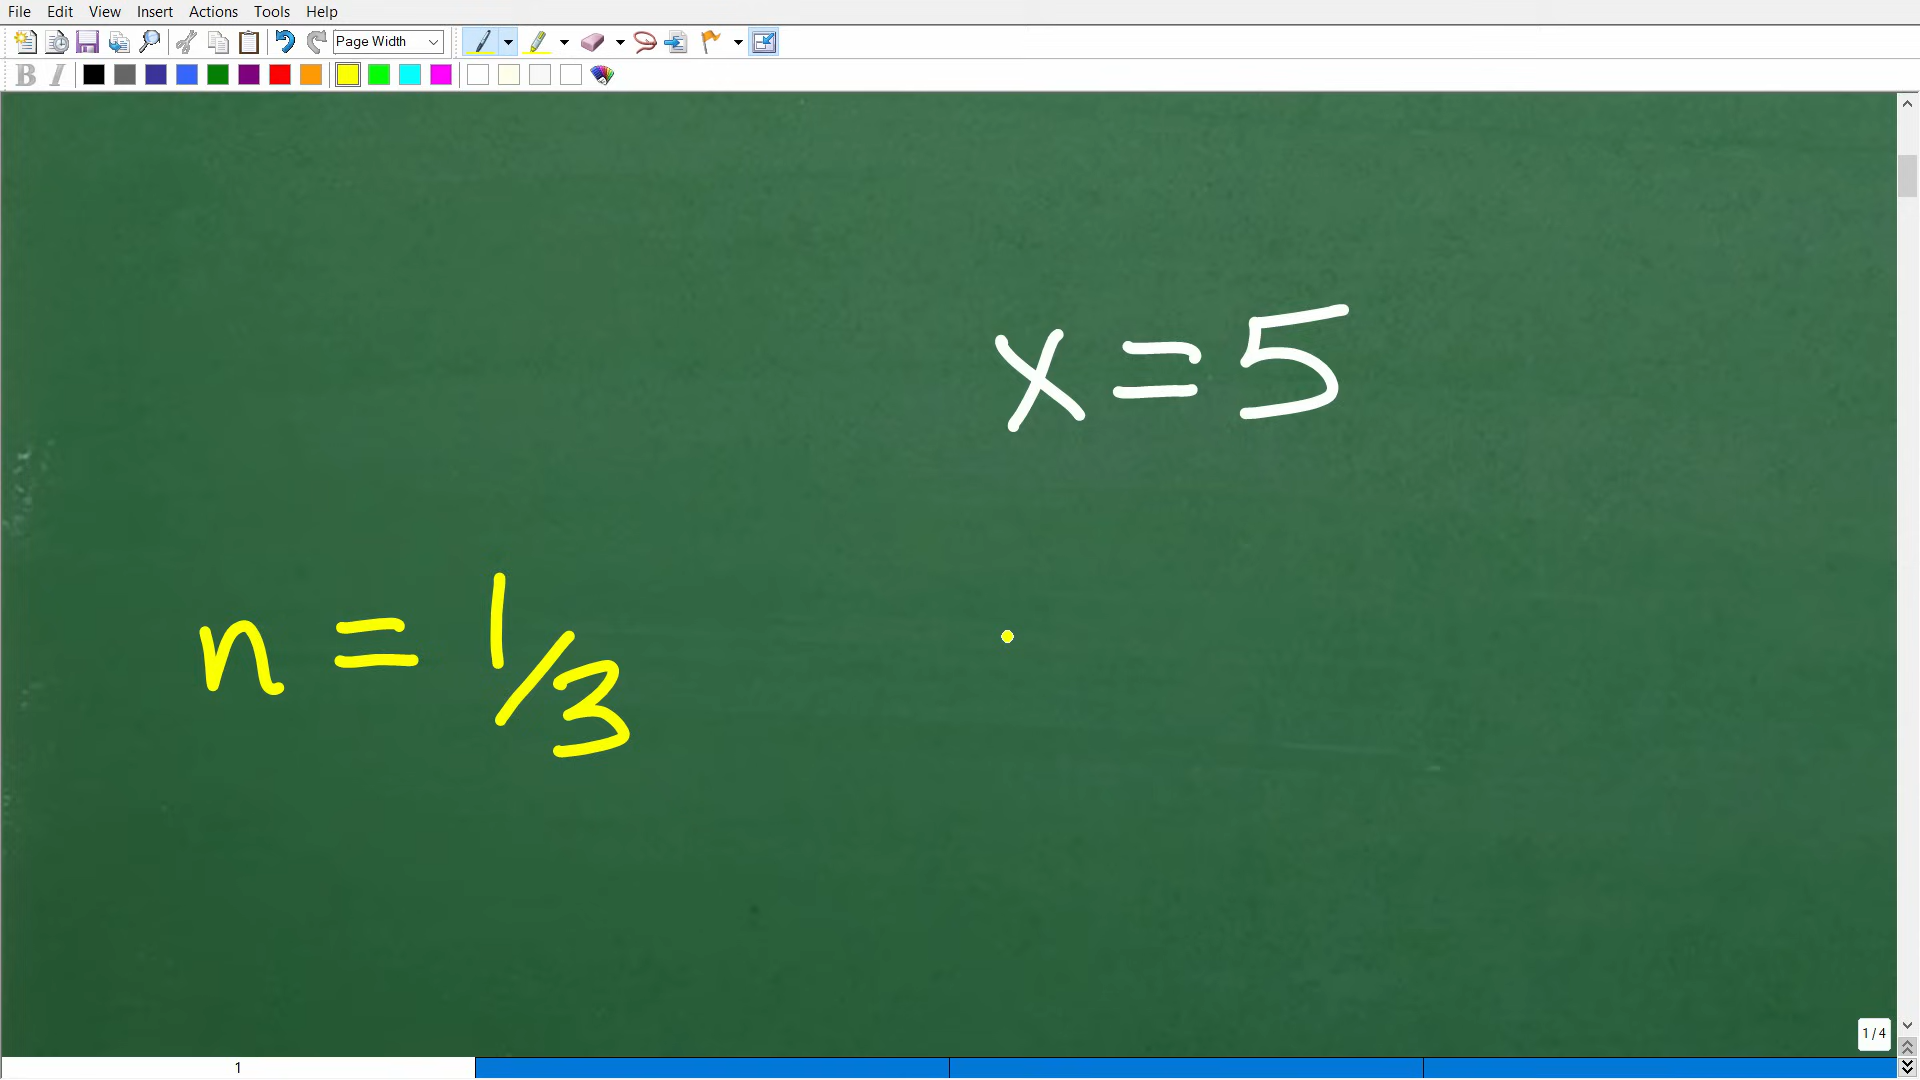 File Edit View Insert Actions Tools Help
Page Width
B I
x = 5
n = 1/3
1 / 4
1